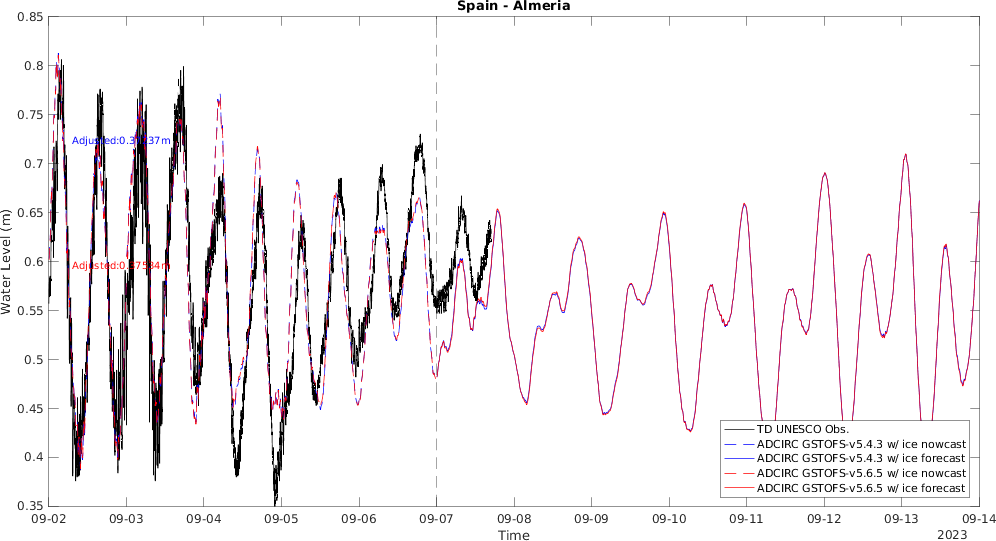 Spain - Almeria
0.85
0.8
0.75
0.7
0.65
0.6
0.55
0.5
0.45
0.4
0.35
Water Level (m)
09-02 09-03 09-04 09-05 09-06 09-07 09-08 09-09 09-10 09-11 09-12 09-13 09-14
Time
2023
TD UNESCO Obs.
ADCIRC GSTOFS-v5.4.3 w/ ice nowcast
ADCIRC GSTOFS-v5.4.3 w/ ice forecast
ADCIRC GSTOFS-v5.6.5 w/ ice nowcast
ADCIRC GSTOFS-v5.6.5 w/ ice forecast